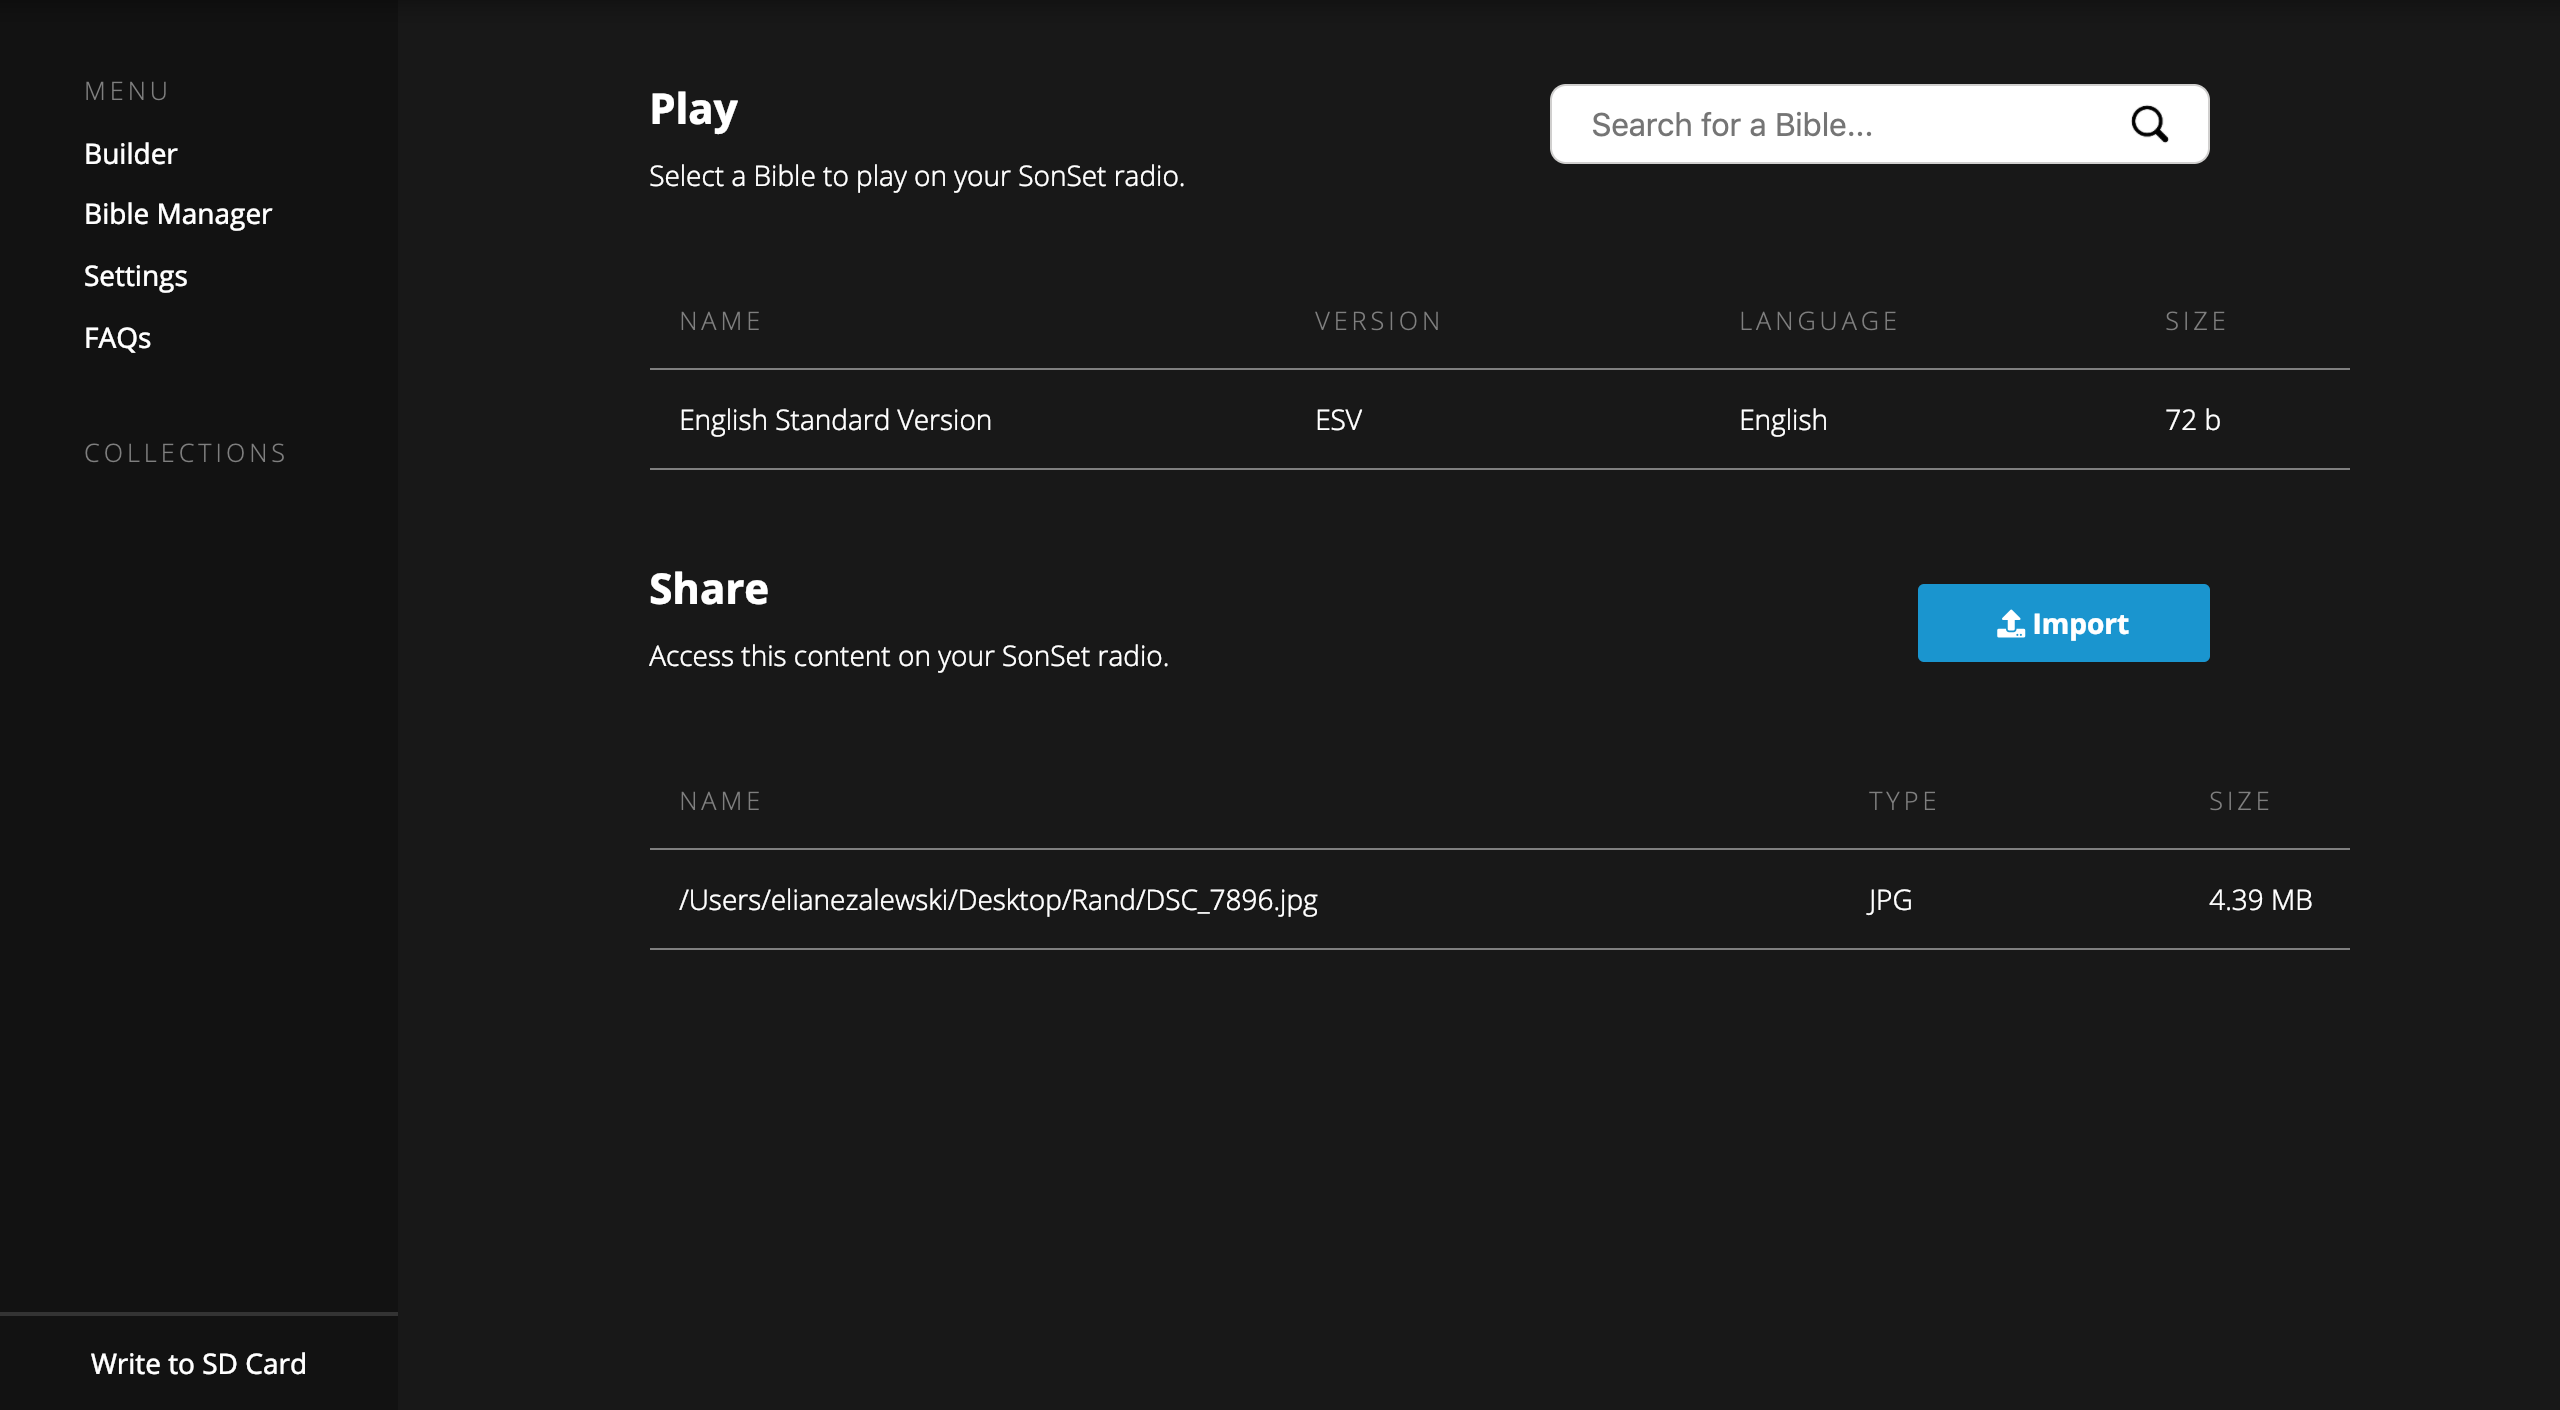 MENU
Builder
Bible Manager
Settings
FAQs
COLLECTIONS
Write to SD Card
Play
Select a Bible to play on your SonSet radio.
Search for a Bible...
NAME VERSION LANGUAGE SIZE
English Standard Version ESV English 72 b
Share
Access this content on your SonSet radio.
Import
NAME TYPE SIZE
/Users/elianezalewski/Desktop/Rand/DSC_7896.jpg JPG 4.39 MB